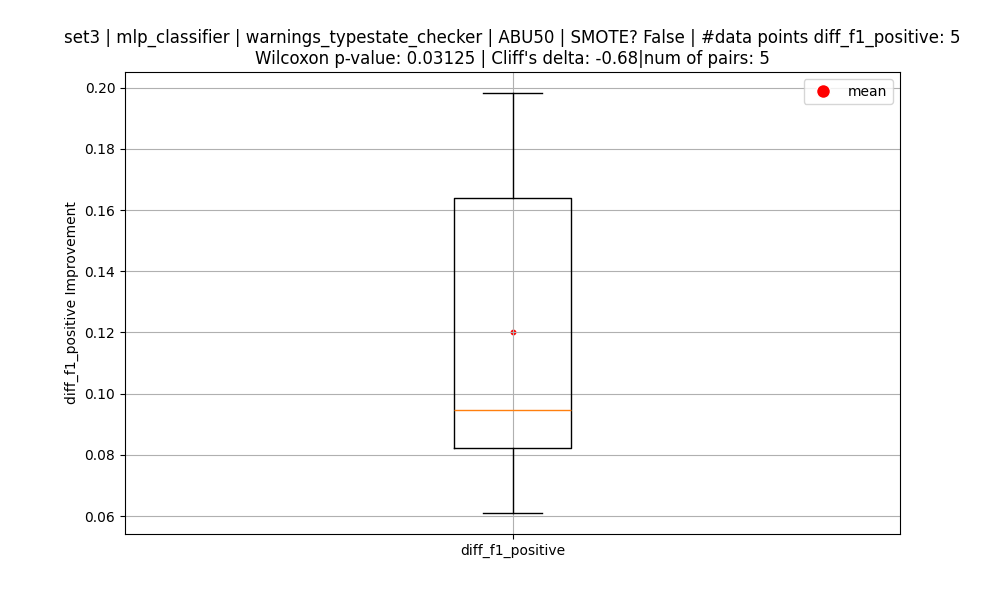 set3 | mlp_classifier | warnings_typestate_checker | ABU50 | SMOTE? False | #data points diff_f1_positive: 5
Wilcoxon p-value: 0.03125 | Cliff's delta: -0.68|num of pairs: 5
mean
0.20
0.18
0.16
0.14
0.12
0.10
0.08
0.06
diff_f1_positive Improvement
diff_f1_positive